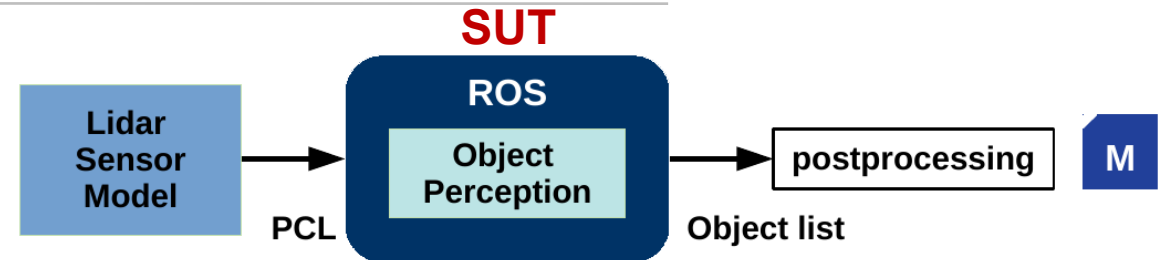 SUT
ROS
Lidar
Sensor
Model
Object
Perception
postprocessing
M
PCL
Object list